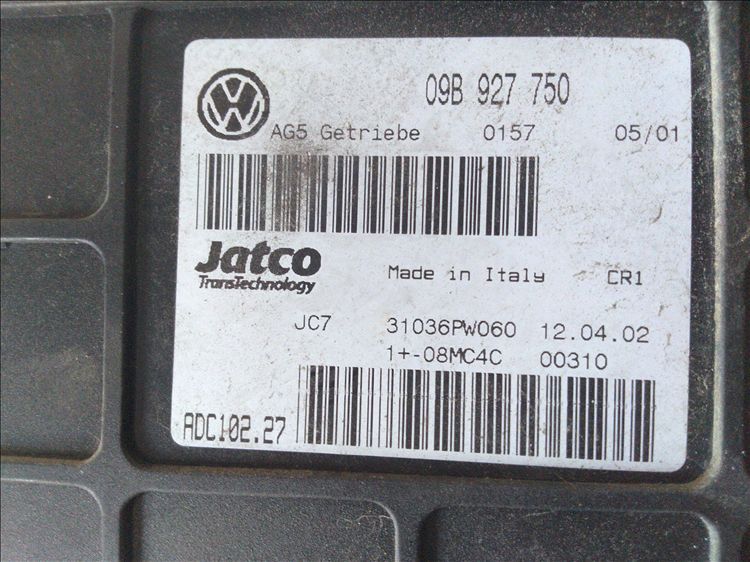 09B 927 750
AG5 Getriebe 0157 05/01
Jatco
TransTechnology
Made in Italy CR1
JC7 31036PW060 12.04.02
1+-08MC4C 00310
ADC102.27